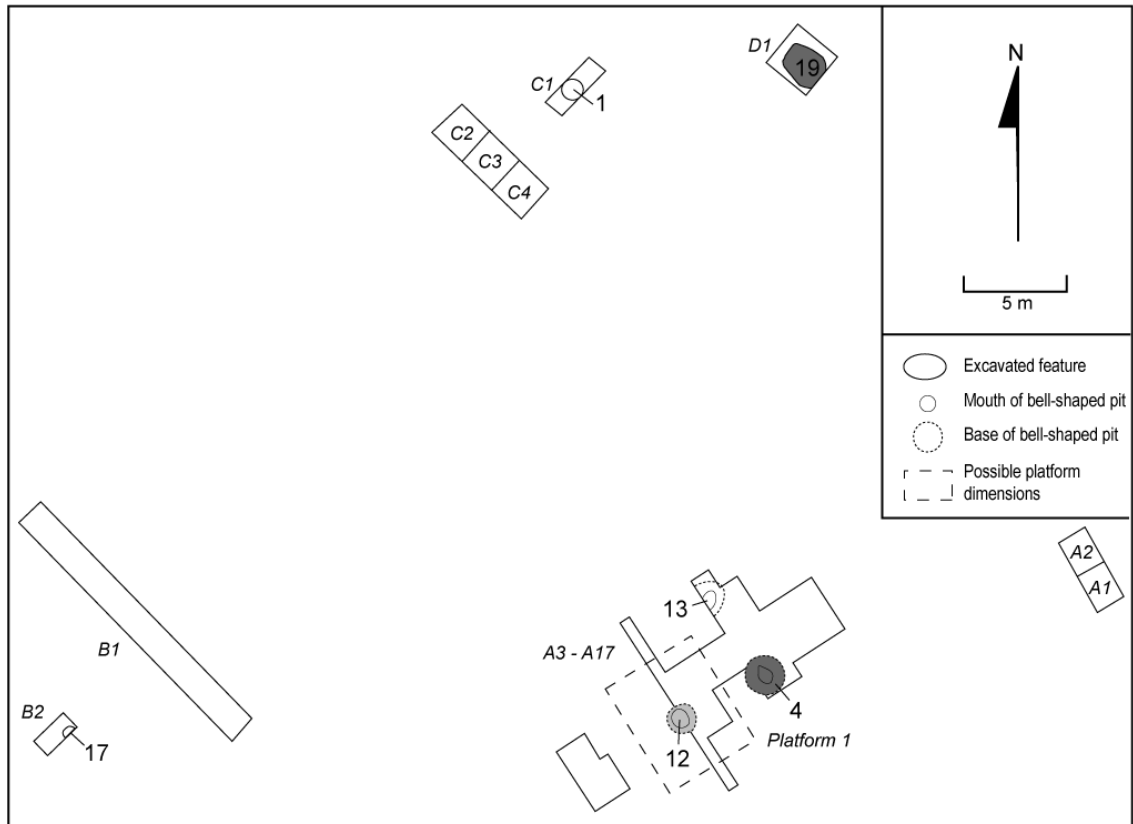 D1
19
C1
1
C2
C3
C4
N
5 m
Excavated feature
Mouth of bell-shaped pit
Base of bell-shaped pit
Possible platform
dimensions
A2
A1
13
A3 - A17
B1
4
Platform 1
12
B2
17